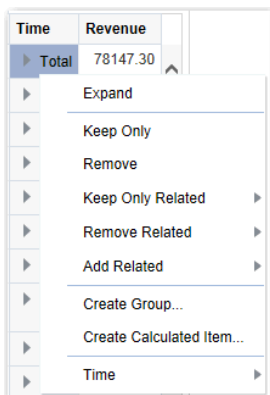 Time Revenue
Total 78147.30
Expand
Keep Only
Remove
Keep Only Related
Remove Related
Add Related
Create Group...
Create Calculated Item...
Time